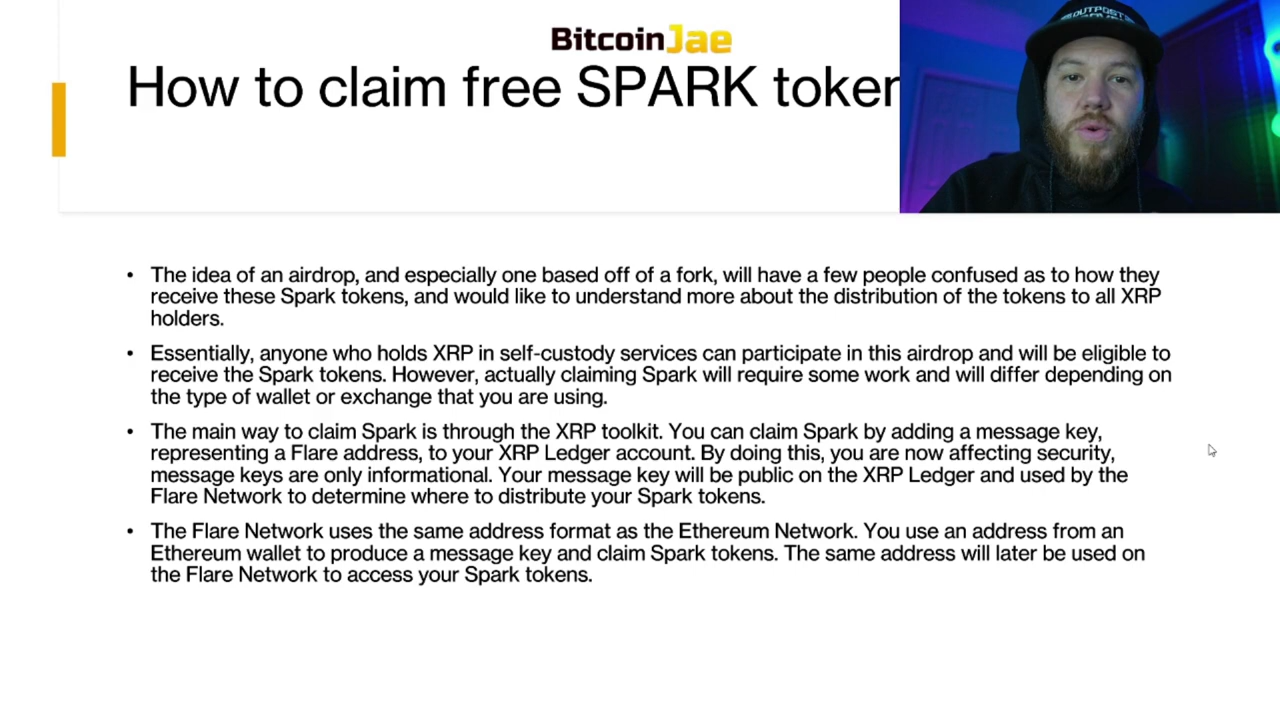 BitcoinJae
How to claim free SPARK token
• The idea of an airdrop, and especially one based off of a fork, will have a few people confused as to how they
receive these Spark tokens, and would like to understand more about the distribution of the tokens to all XRP
holders.
• Essentially, anyone who holds XRP in self-custody services can participate in this airdrop and will be eligible to
receive the Spark tokens. However, actually claiming Spark will require some work and will differ depending on
the type of wallet or exchange that you are using.
• The main way to claim Spark is through the XRP toolkit. You can claim Spark by adding a message key,
representing a Flare address, to your XRP Ledger account. By doing this, you are now affecting security,
message keys are only informational. Your message key will be public on the XRP Ledger and used by the
Flare Network to determine where to distribute your Spark tokens.
• The Flare Network uses the same address format as the Ethereum Network. You use an address from an
Ethereum wallet to produce a message key and claim Spark tokens. The same address will later be used on
the Flare Network to access your Spark tokens.